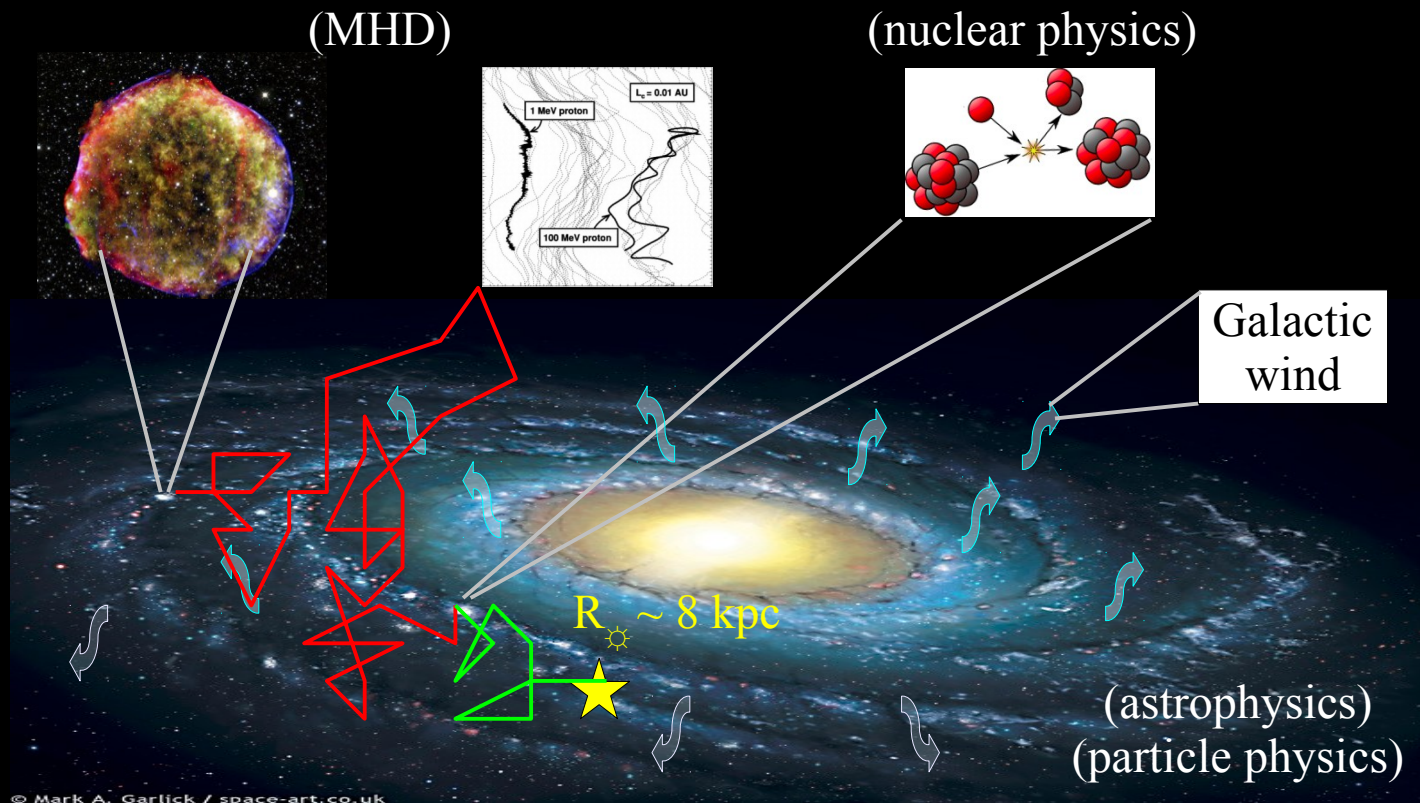 (MHD)
(nuclear physics)
L_c = 0.01 AU
1 MeV proton
100 MeV proton
Galactic
wind
R☼ ~ 8 kpc
(astrophysics)
(particle physics)
© Mark A. Garlick / space-art.co.uk